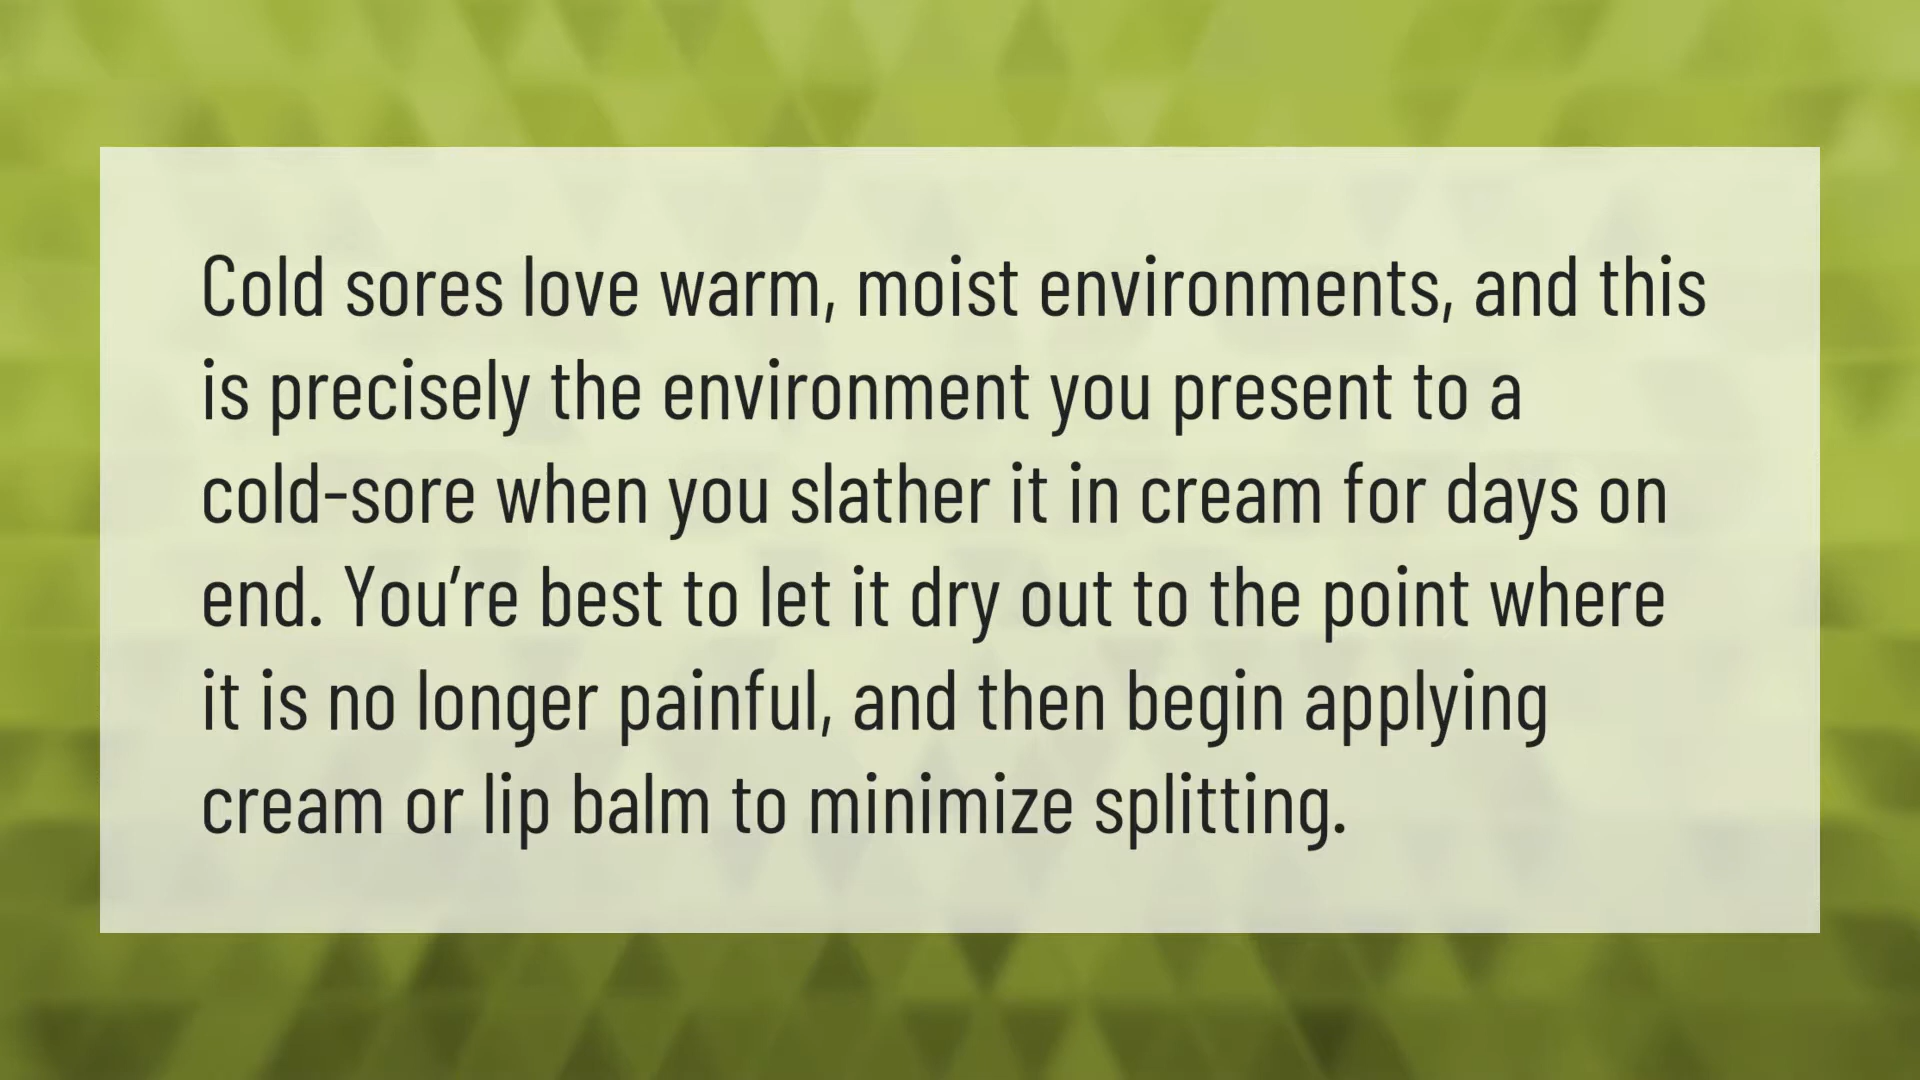 Cold sores love warm, moist environments, and this
is precisely the environment you present to a
cold-sore when you slather it in cream for days on
end. You’re best to let it dry out to the point where
it is no longer painful, and then begin applying
cream or lip balm to minimize splitting.